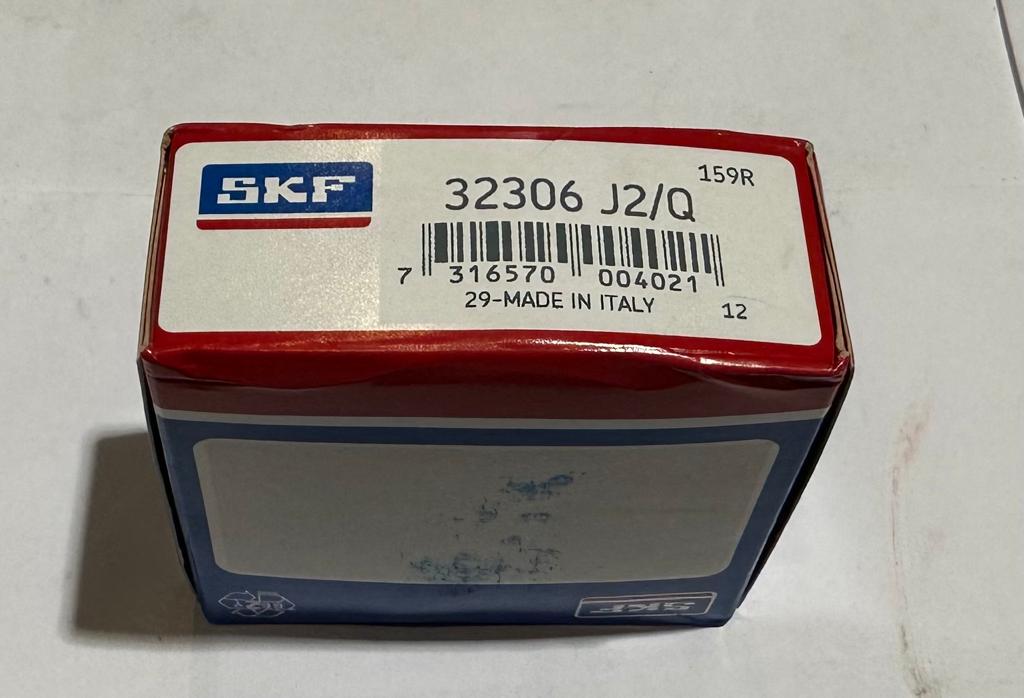 SKF
159R
32306 J2/Q
7 316570 004021
29-MADE IN ITALY
12
SKF